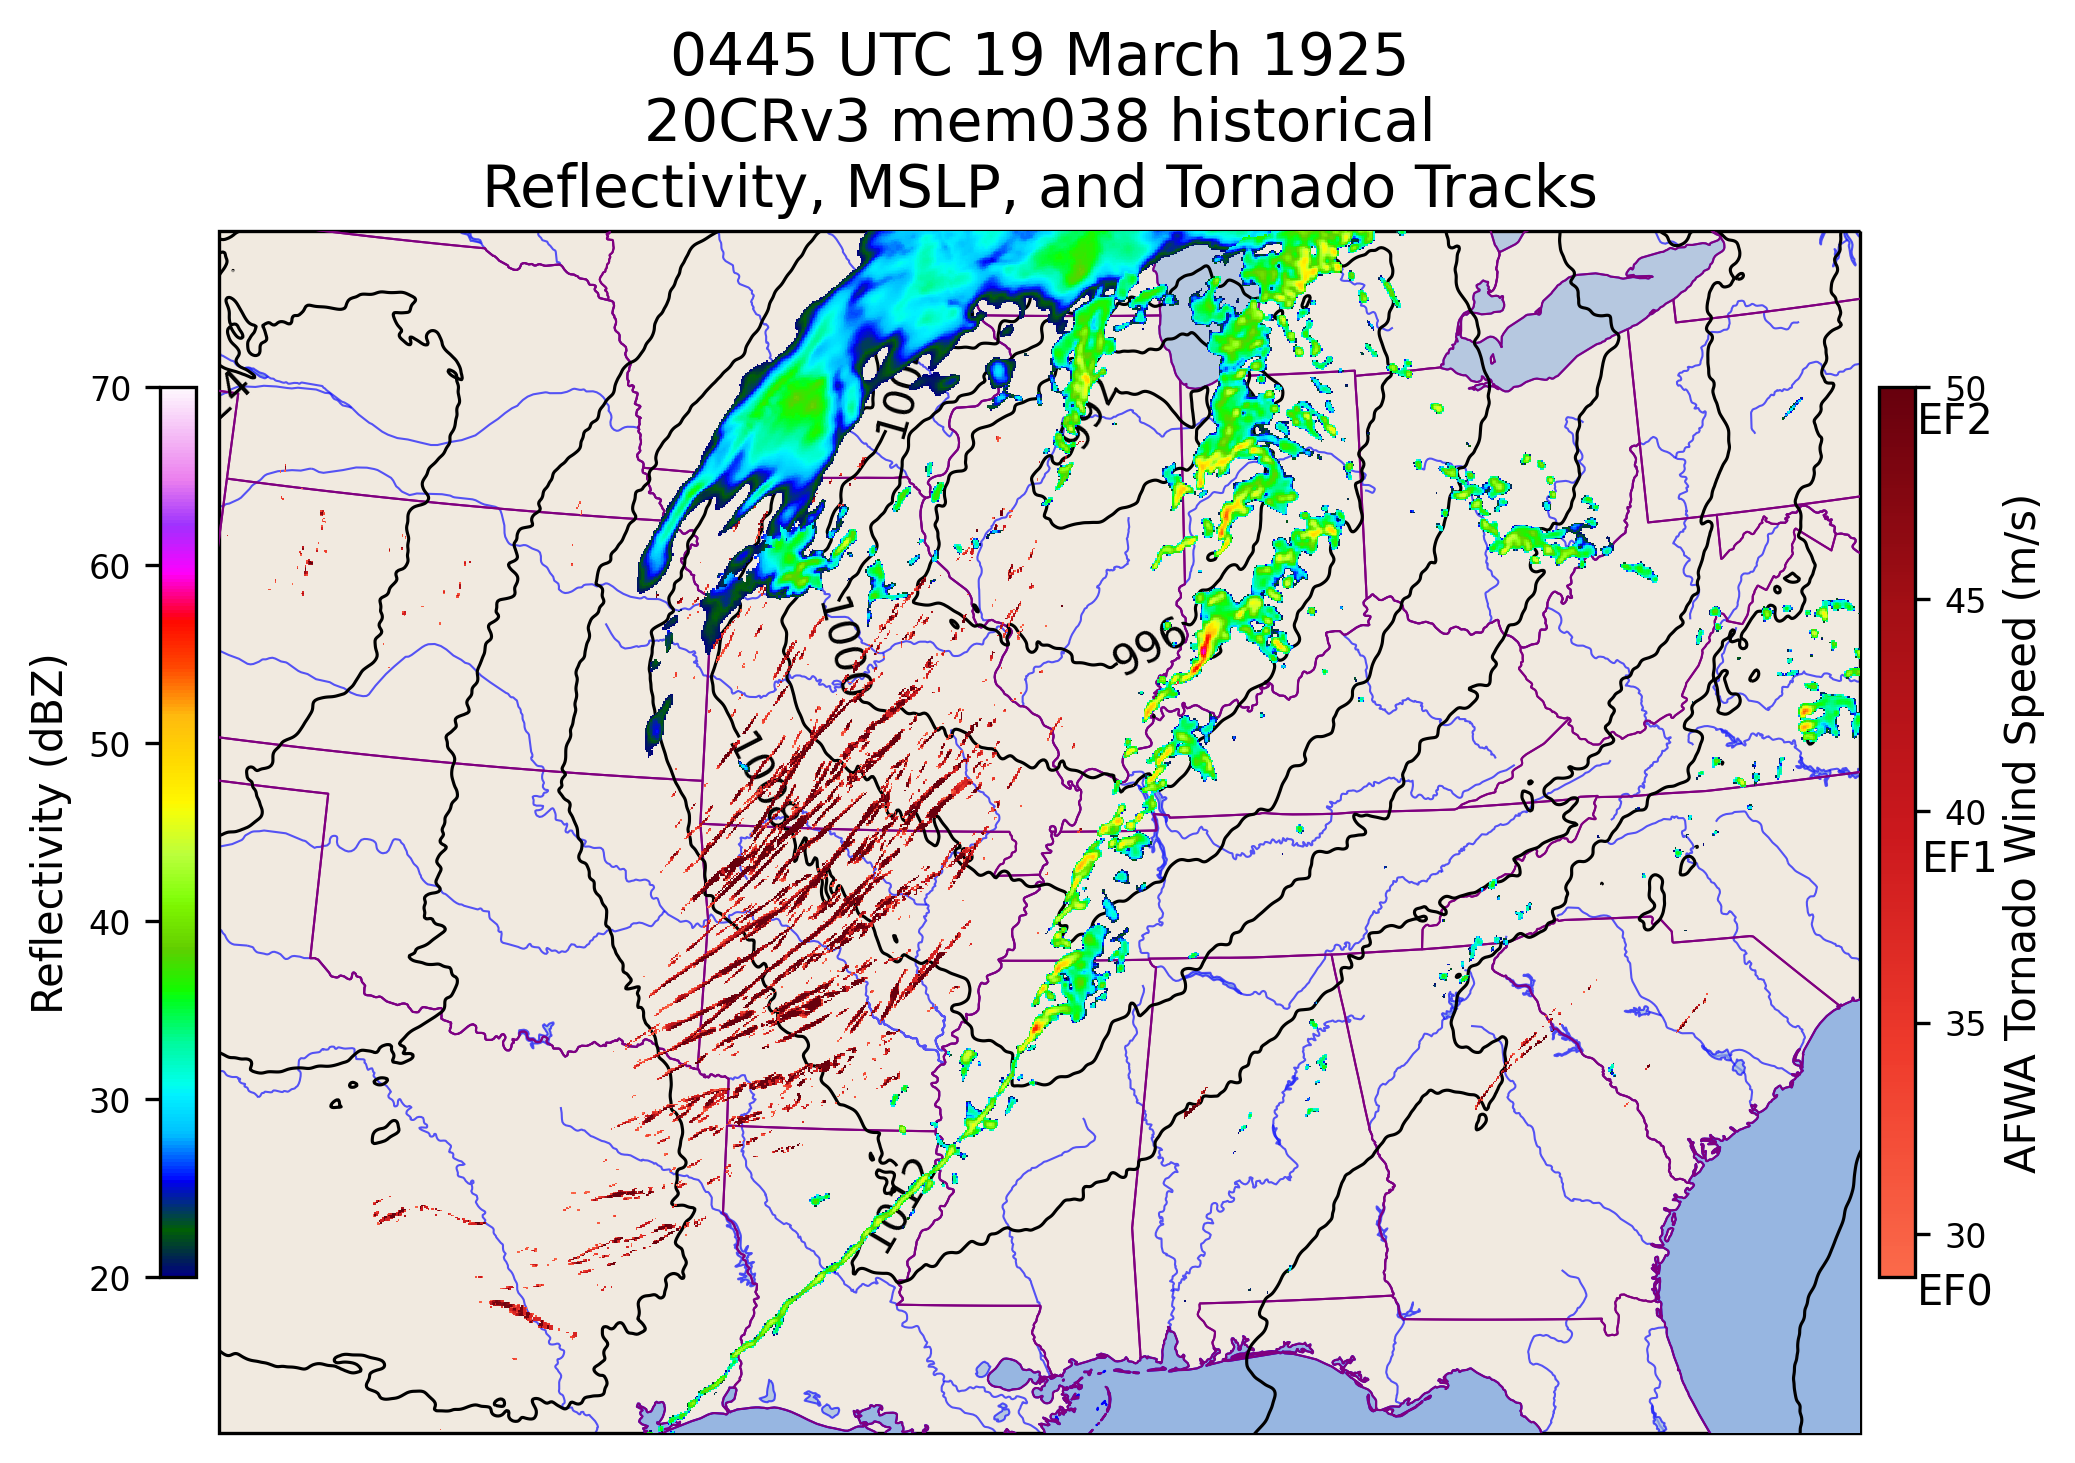 0445 UTC 19 March 1925
20CRv3 mem038 historical
Reflectivity, MSLP, and Tornado Tracks
Reflectivity (dBZ)
70
60
50
40
30
20
100
996
1000
1008
1012
50
EF2
45
40
EF1
35
30
EF0
AFWA Tornado Wind Speed (m/s)